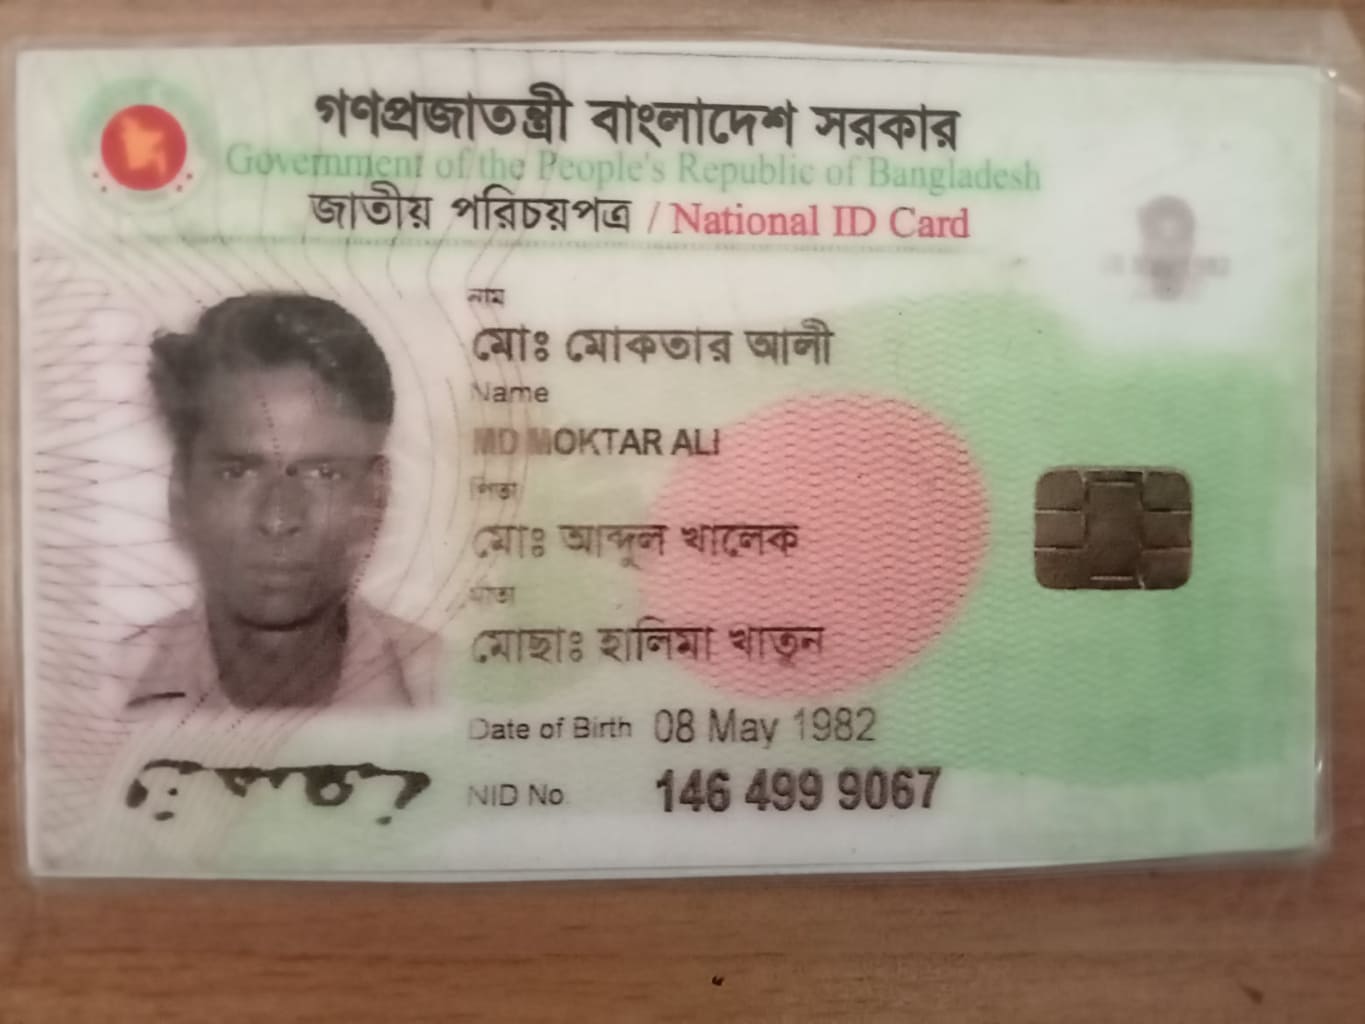 গণপ্রজাতন্ত্রী বাংলাদেশ সরকার
Government of the People's Republic of Bangladesh
জাতীয় পরিচয়পত্র / National ID Card
নাম
মোঃ মোকতার আলী
Name
MD MOKTAR ALI
পিতা
মোঃ আব্দুল খালেক
মাতা
মোছাঃ হালিমা খাতুন
Date of Birth 08 May 1982
NID No. 146 499 9067